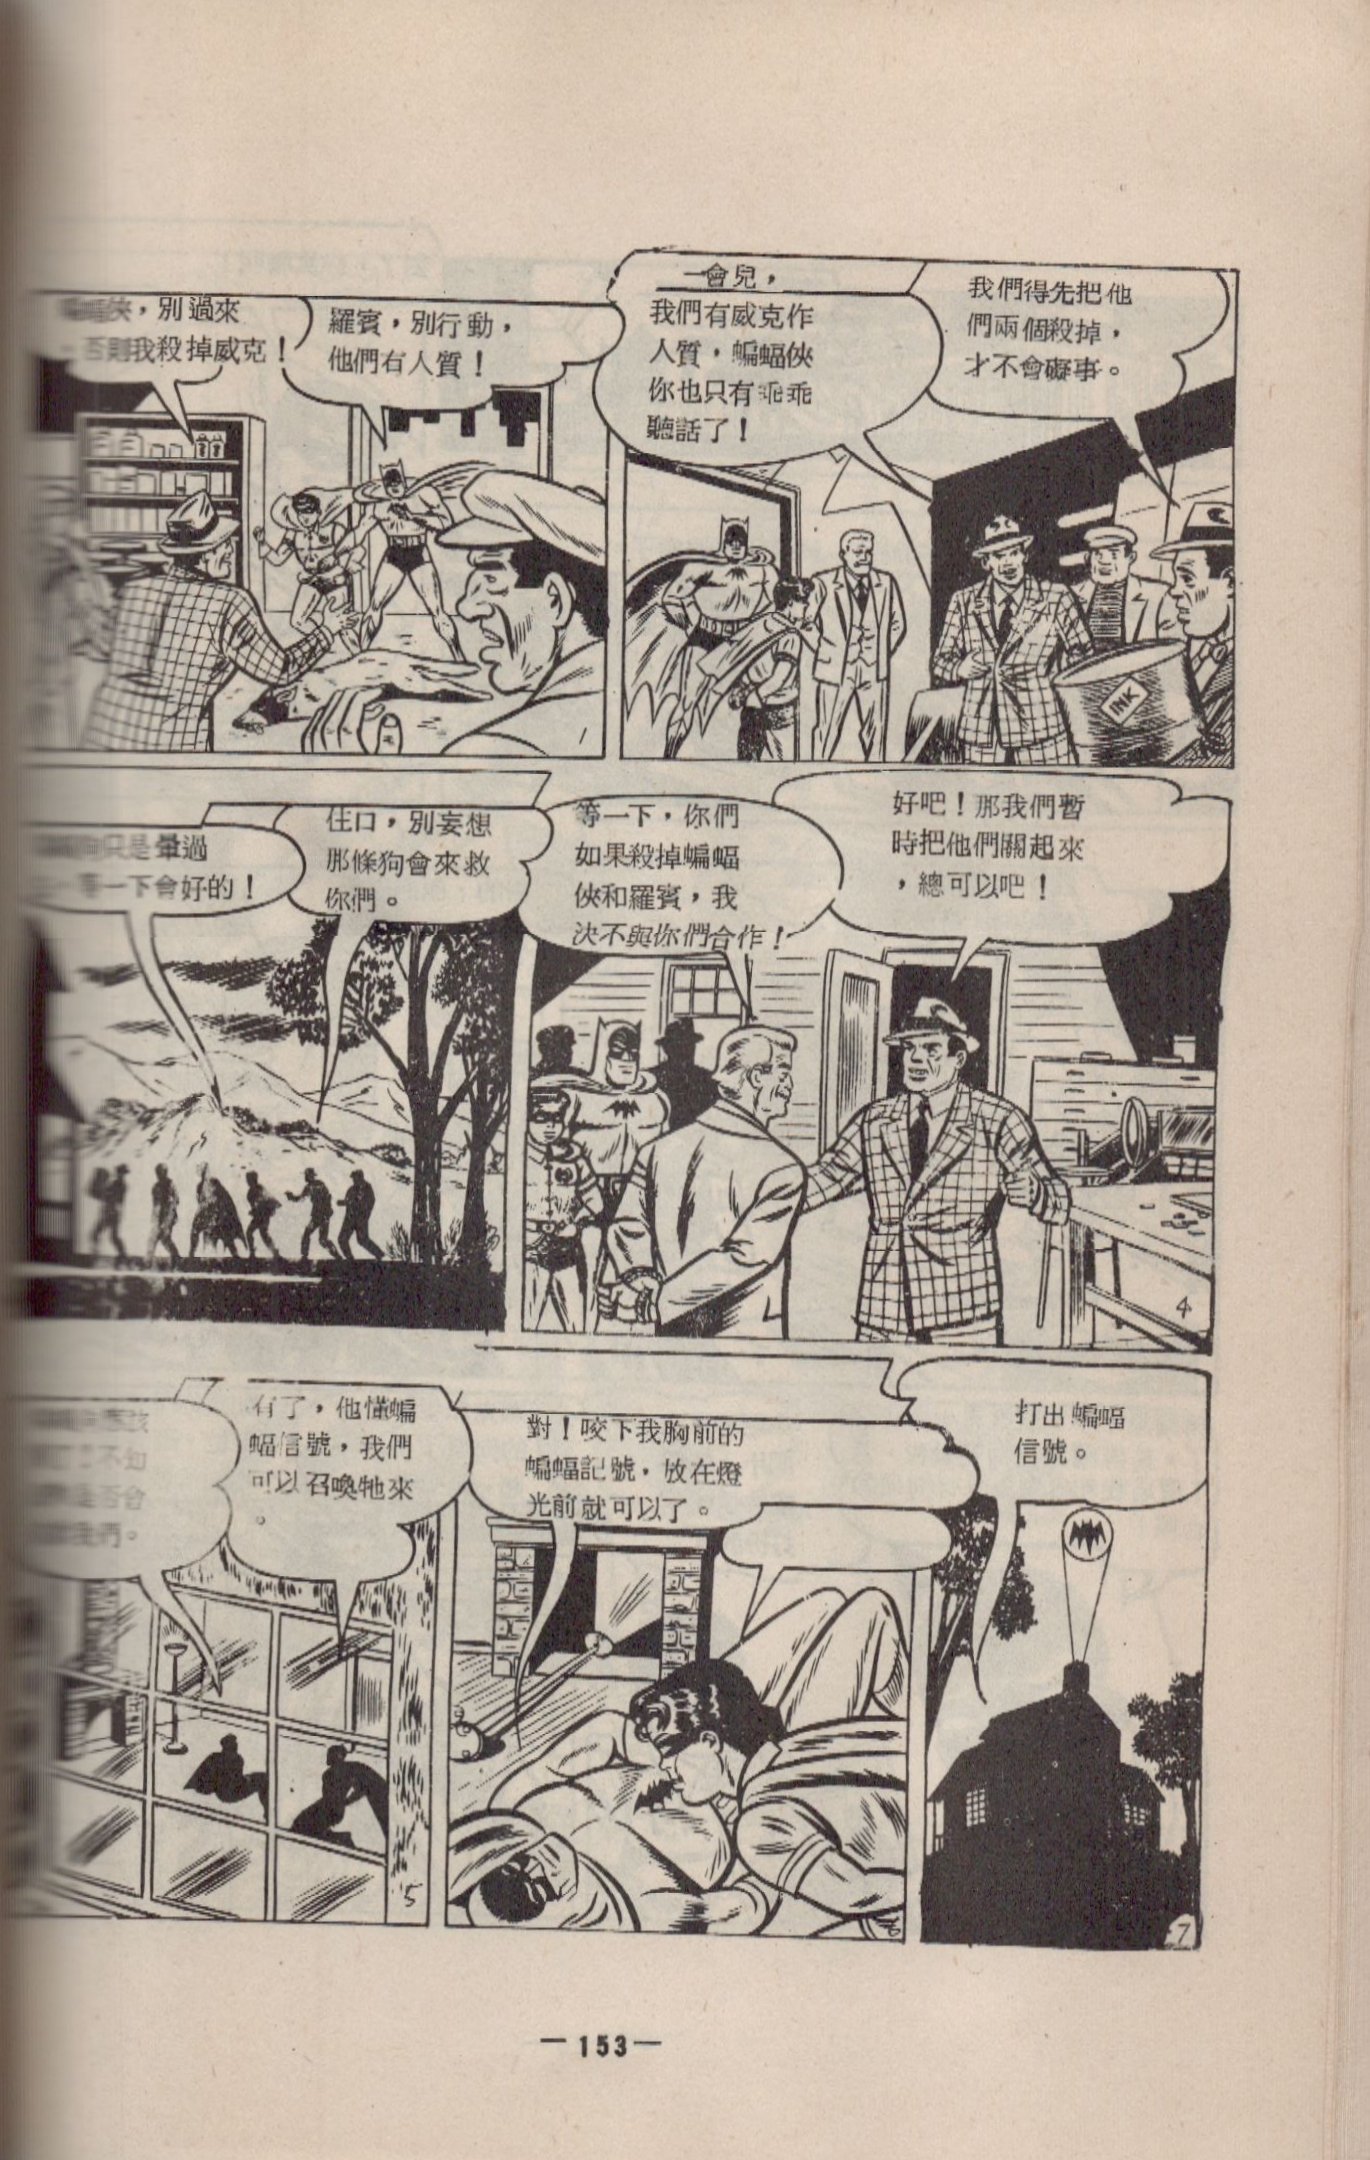 蝙蝠俠，別過來
，否則我殺掉威克！
羅賓，別行動，
他們有人質！
一會兒，
我們有威克作
人質，蝙蝠俠
你也只有乖乖
聽話了！
我們得先把他
們兩個殺掉，
才不會礙事。
INK
1
狗只是暈過
等一下會好的！
住口，別妄想
那條狗會來救
你們。
等一下，你們
如果殺掉蝙蝠
俠和羅賓，我
決不與你們合作！
好吧！那我們暫
時把他們關起來
，總可以吧！
4
不知
是否會
我們。
有了，他懂蝙
蝠信號，我們
可以召喚牠來
。
5
對！咬下我胸前的
蝙蝠記號，放在燈
光前就可以了。
6
打出蝙蝠
信號。
7
— 153 —